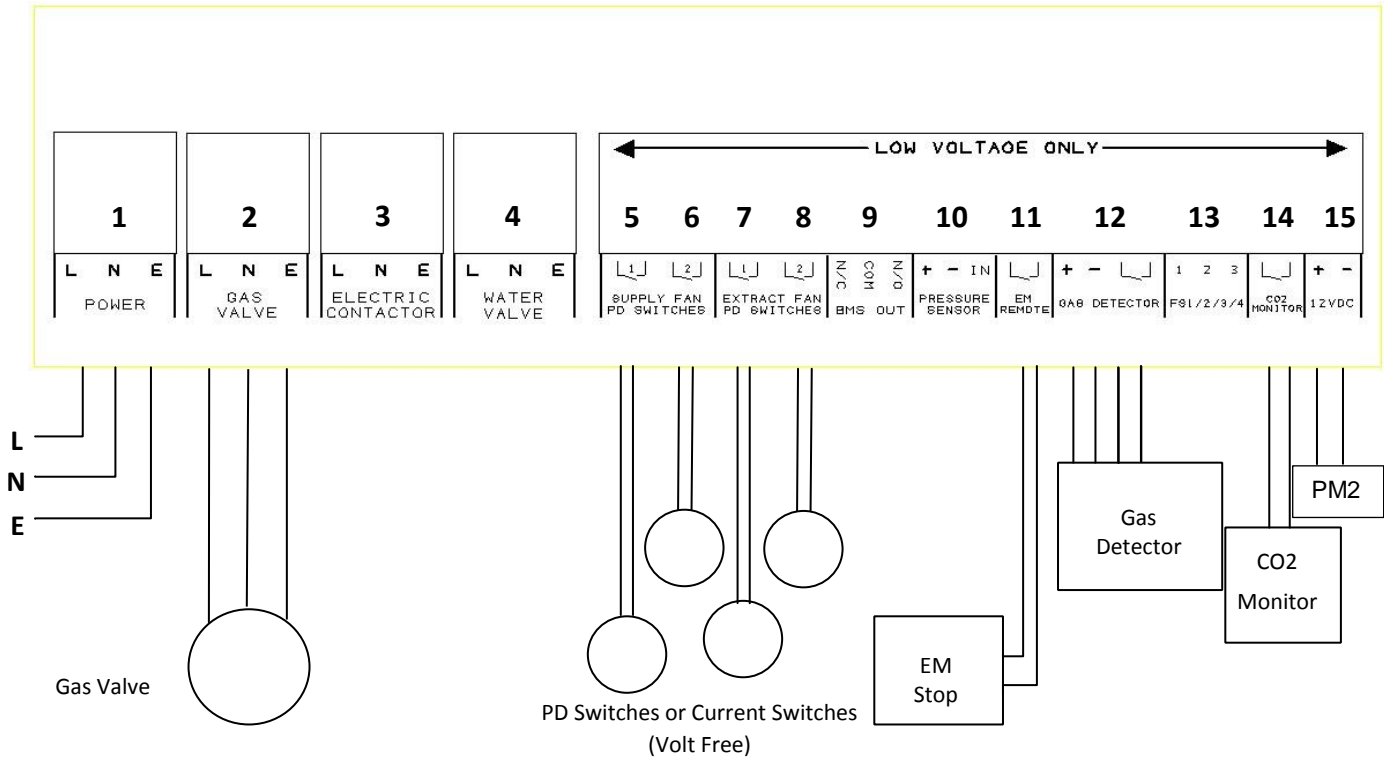 LOW VOLTAGE ONLY
1 2 3 4 5 6 7 8 9 10 11 12 13 14 15
L N E
POWER
L N E
GAS
VALVE
L N E
ELECTRIC
CONTACTOR
L N E
WATER
VALVE
1 2
SUPPLY FAN
PD SWITCHES
1 2
EXTRACT FAN
PD SWITCHES
N/C COM N/O
BMS OUT
+ - IN
PRESSURE
SENSOR
EM
REMOTE
+ -
GAS DETECTOR
1 2 3
FS1/2/3/4
CO2
MONITOR
+ -
12VDC
L
N
E
Gas Valve
PD Switches or Current Switches
(Volt Free)
EM
Stop
Gas
Detector
CO2
Monitor
PM2